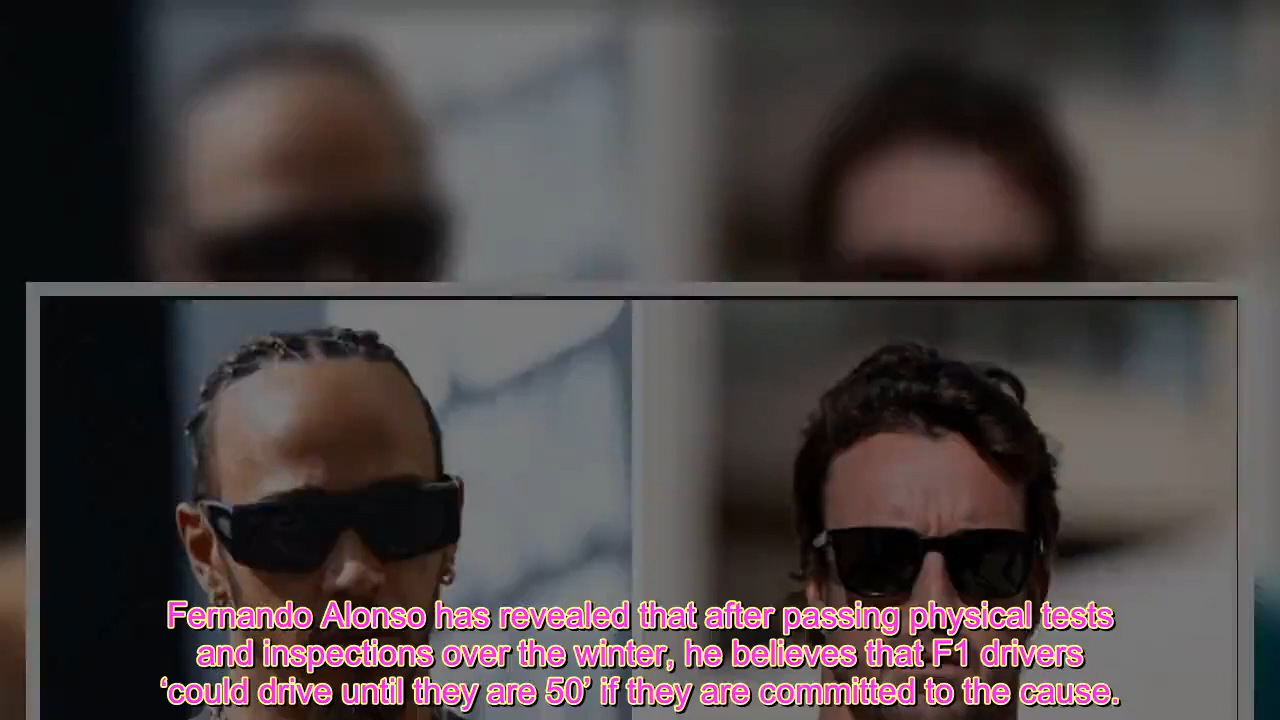 Fernando Alonso has revealed that after passing physical tests
and inspections over the winter, he believes that F1 drivers
‘could drive until they are 50’ if they are committed to the cause.